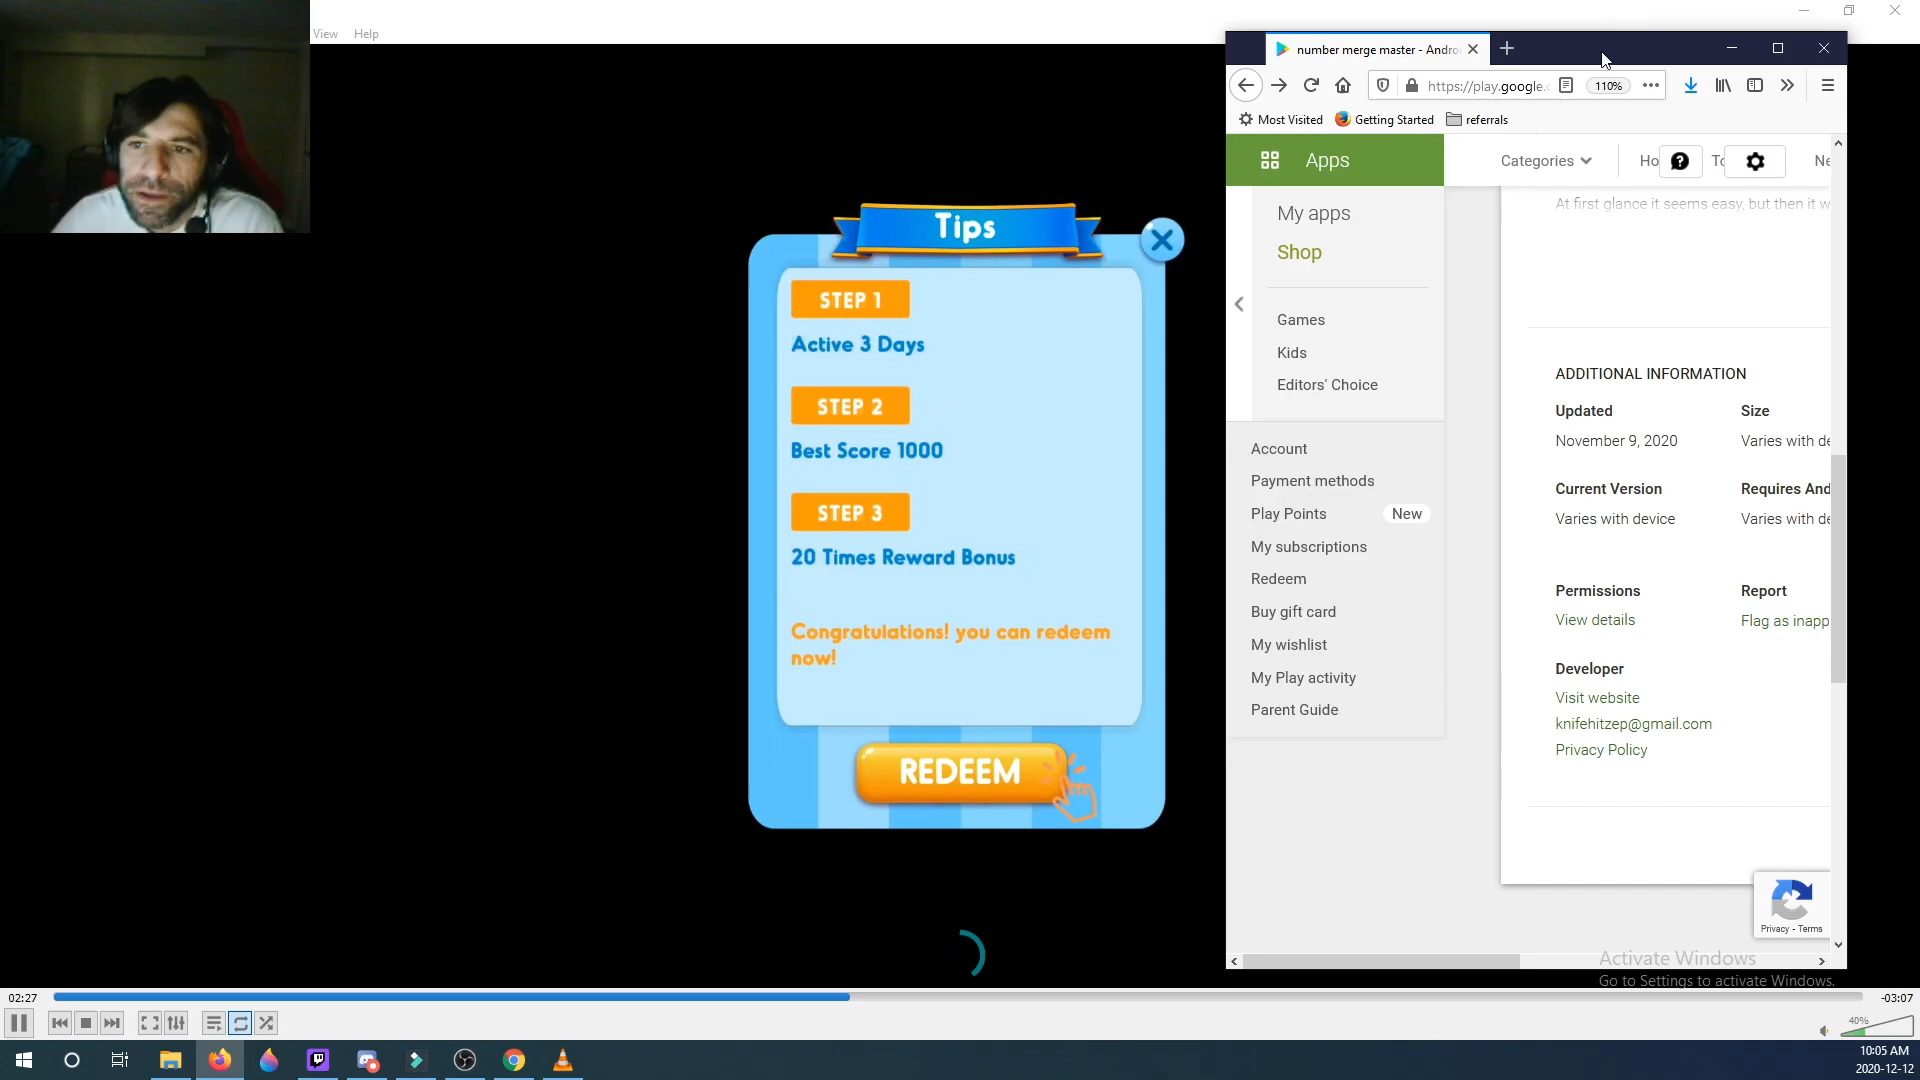 View Help
number merge master - Andro
https://play.google.c
110%
Most Visited
Getting Started
referrals
Apps
Categories
Ho
To
Ne
My apps
Shop
Games
Kids
Editors' Choice
Account
Payment methods
Play Points New
My subscriptions
Redeem
Buy gift card
My wishlist
My Play activity
Parent Guide
At first glance it seems easy, but then it w
ADDITIONAL INFORMATION
Updated
November 9, 2020
Size
Varies with de
Current Version
Varies with device
Requires And
Varies with de
Permissions
View details
Report
Flag as inapp
Developer
Visit website
knifehitzep@gmail.com
Privacy Policy
Privacy - Terms
Activate Windows
Go to Settings to activate Windows.
Tips
STEP 1
Active 3 Days
STEP 2
Best Score 1000
STEP 3
20 Times Reward Bonus
Congratulations! you can redeem
now!
REDEEM
02:27
-03:07
40%
10:05 AM
2020-12-12